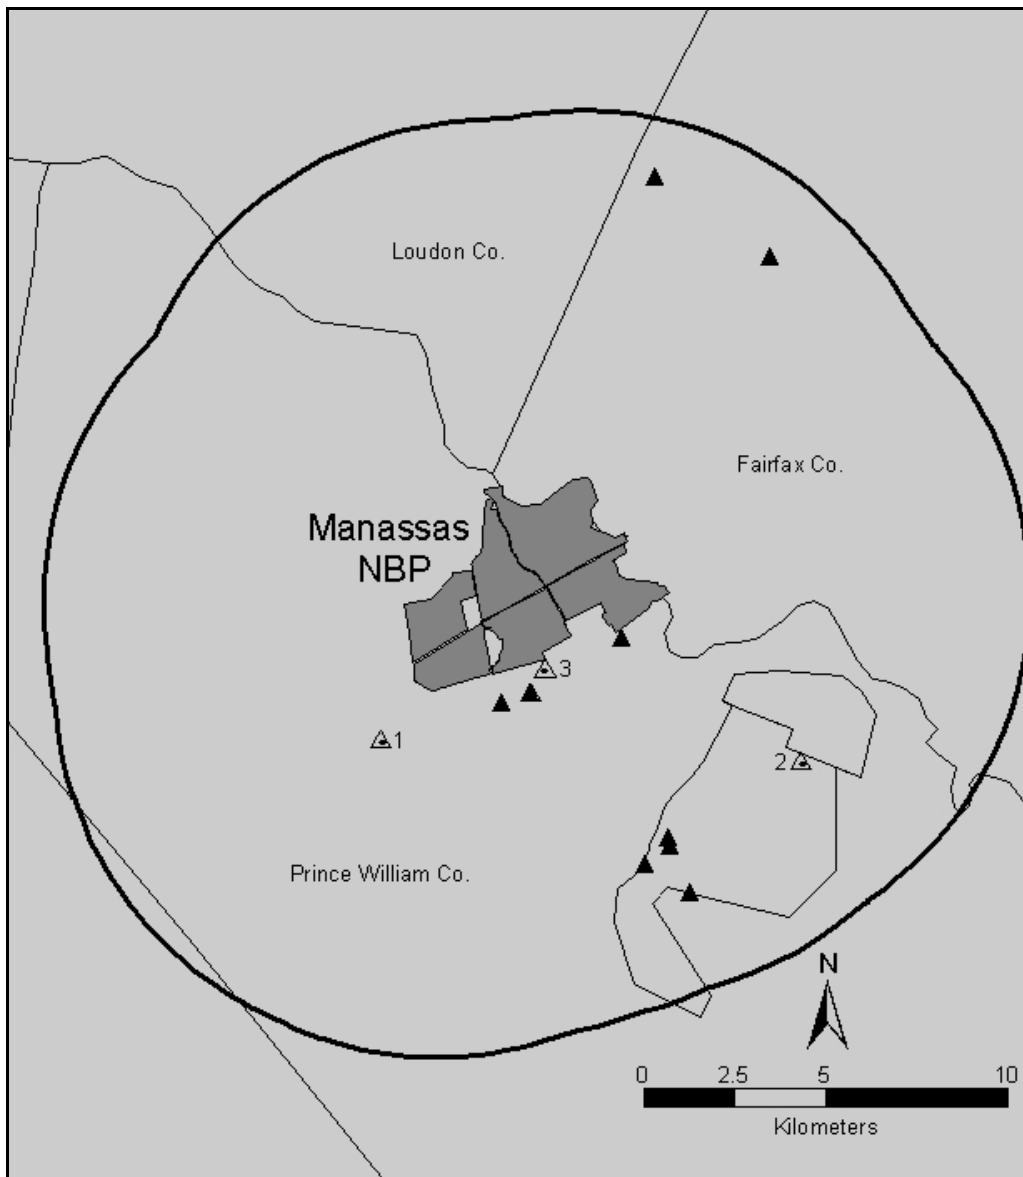 Loudon Co.
Fairfax Co.
Manassas
NBP
3
1
2
Prince William Co.
N
0 2.5 5 10
Kilometers